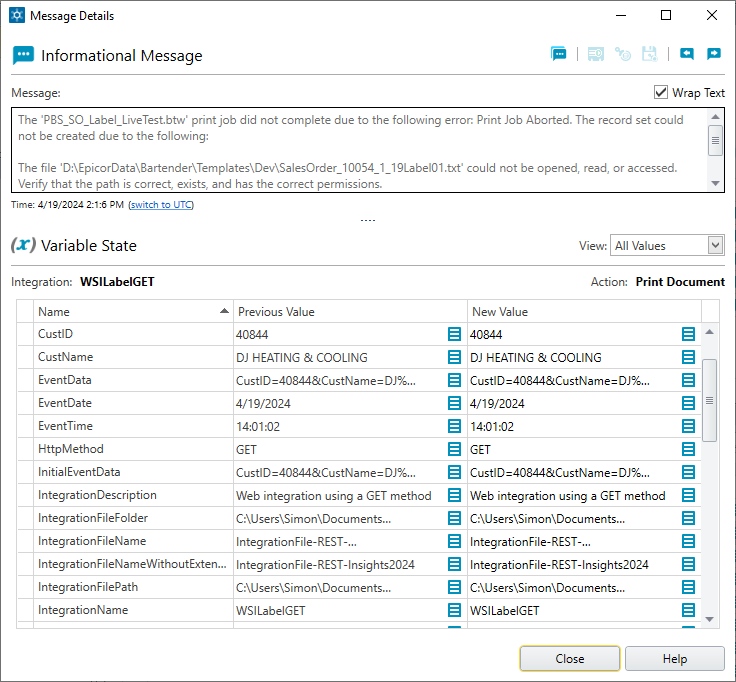 Message Details
Informational Message
Message:
Wrap Text
The 'PBS_SO_Label_LiveTest.btw' print job did not complete due to the following error: Print Job Aborted. The record set could
not be created due to the following:
The file 'D:\EpicorData\Bartender\Templates\Dev\SalesOrder_10054_1_19Label01.txt' could not be opened, read, or accessed.
Verify that the path is correct, exists, and has the correct permissions.
Time: 4/19/2024 2:1:6 PM (switch to UTC)
....
(x) Variable State
View: All Values
Integration: WSILabelGET
Action: Print Document
Name Previous Value New Value
CustID 40844 40844
CustName DJ HEATING & COOLING DJ HEATING & COOLING
EventData CustID=40844&CustName=DJ%... CustID=40844&CustName=DJ%...
EventDate 4/19/2024 4/19/2024
EventTime 14:01:02 14:01:02
HttpMethod GET GET
InitialEventData CustID=40844&CustName=DJ%... CustID=40844&CustName=DJ%...
IntegrationDescription Web integration using a GET method Web integration using a GET method
IntegrationFileFolder C:\Users\Simon\Documents... C:\Users\Simon\Documents...
IntegrationFileName IntegrationFile-REST-... IntegrationFile-REST-...
IntegrationFileNameWithoutExten... IntegrationFile-REST-Insights2024 IntegrationFile-REST-Insights2024
IntegrationFilePath C:\Users\Simon\Documents... C:\Users\Simon\Documents...
IntegrationName WSILabelGET WSILabelGET
Close
Help